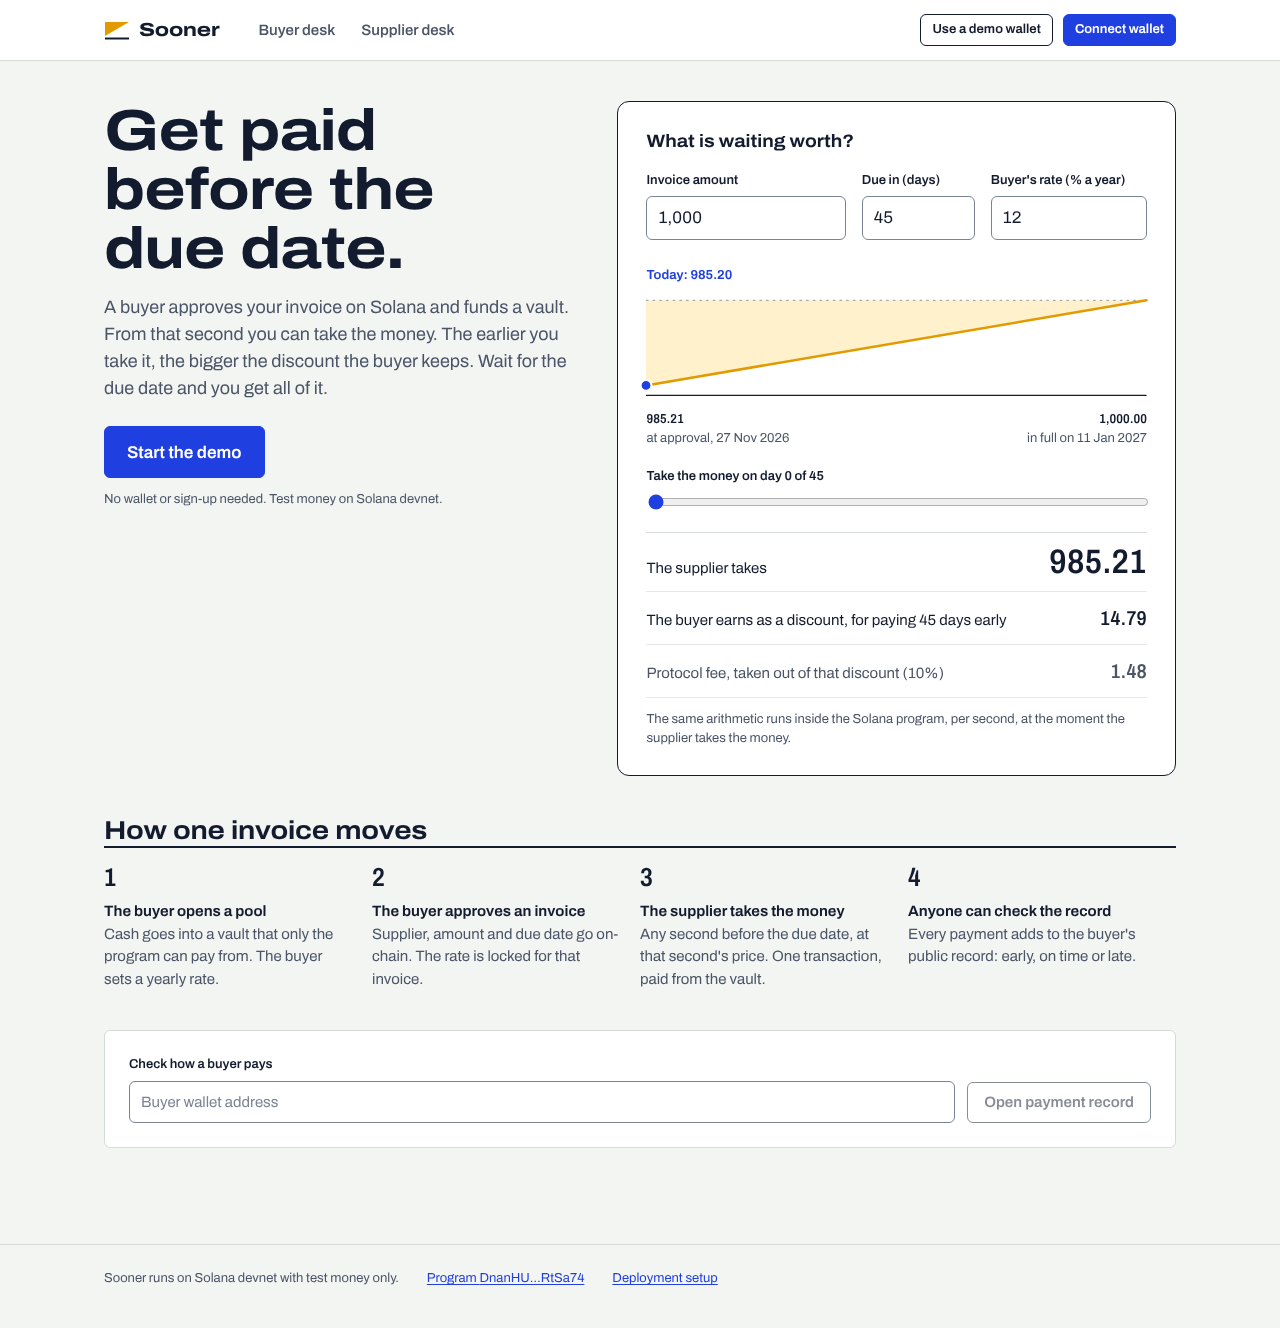 Sooner
Buyer desk
Supplier desk
Use a demo wallet
Connect wallet
Get paid
before the
due date.
A buyer approves your invoice on Solana and funds a vault.
From that second you can take the money. The earlier you
take it, the bigger the discount the buyer keeps. Wait for the
due date and you get all of it.
Start the demo
No wallet or sign-up needed. Test money on Solana devnet.
What is waiting worth?
Invoice amount
Due in (days)
Buyer's rate (% a year)
1,000
45
12
Today: 985.20
985.21
1,000.00
at approval, 27 Nov 2026
in full on 11 Jan 2027
Take the money on day 0 of 45
The supplier takes
985.21
The buyer earns as a discount, for paying 45 days early
14.79
Protocol fee, taken out of that discount (10%)
1.48
The same arithmetic runs inside the Solana program, per second, at the moment the
supplier takes the money.
How one invoice moves
1
The buyer opens a pool
Cash goes into a vault that only the
program can pay from. The buyer
sets a yearly rate.
2
The buyer approves an invoice
Supplier, amount and due date go on-
chain. The rate is locked for that
invoice.
3
The supplier takes the money
Any second before the due date, at
that second's price. One transaction,
paid from the vault.
4
Anyone can check the record
Every payment adds to the buyer's
public record: early, on time or late.
Check how a buyer pays
Buyer wallet address
Open payment record
Sooner runs on Solana devnet with test money only.
Program DnanHU…RtSa74
Deployment setup